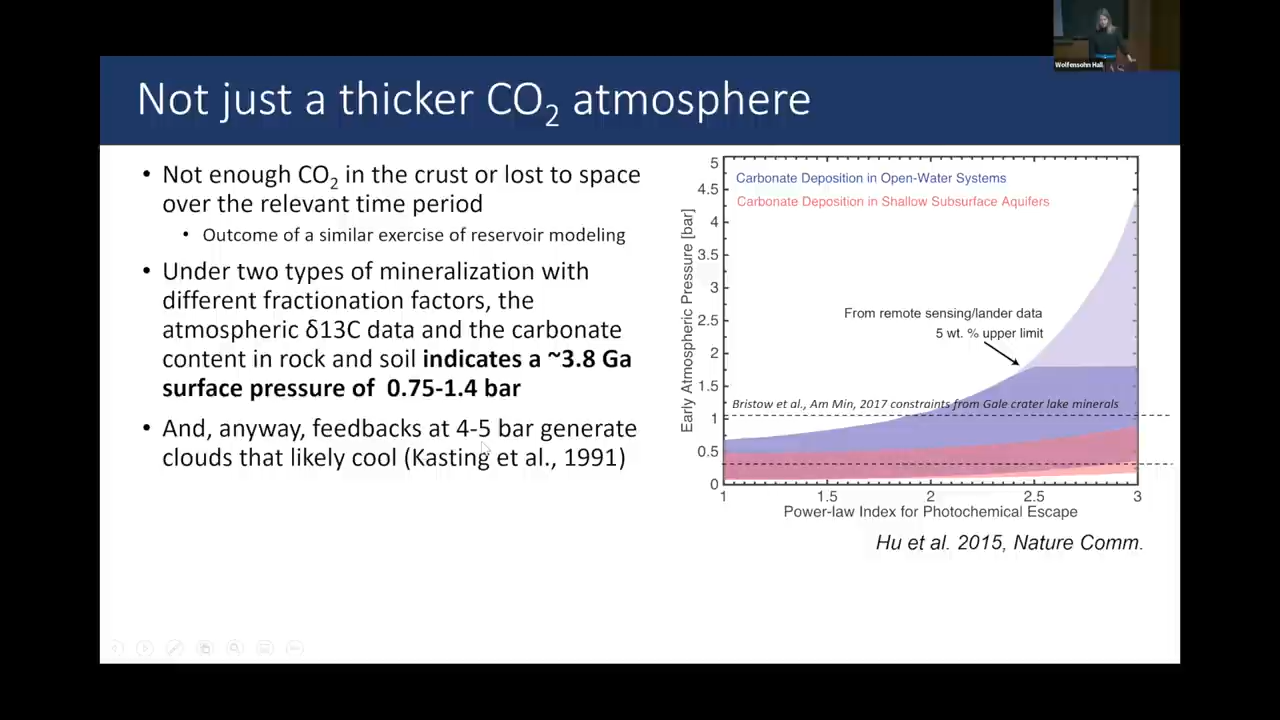 Wolfensohn Hall
Not just a thicker CO₂ atmosphere
• Not enough CO₂ in the crust or lost to space
over the relevant time period
• Outcome of a similar exercise of reservoir modeling
• Under two types of mineralization with
different fractionation factors, the
atmospheric δ13C data and the carbonate
content in rock and soil indicates a ~3.8 Ga
surface pressure of 0.75-1.4 bar
• And, anyway, feedbacks at 4-5 bar generate
clouds that likely cool (Kasting et al., 1991)
Carbonate Deposition in Open-Water Systems
Carbonate Deposition in Shallow Subsurface Aquifers
Early Atmospheric Pressure [bar]
5
4.5
4
3.5
3
2.5
2
1.5
1
0.5
0
From remote sensing/lander data
5 wt. % upper limit
Bristow et al., Am Min, 2017 constraints from Gale crater lake minerals
1 1.5 2 2.5 3
Power-law Index for Photochemical Escape
Hu et al. 2015, Nature Comm.